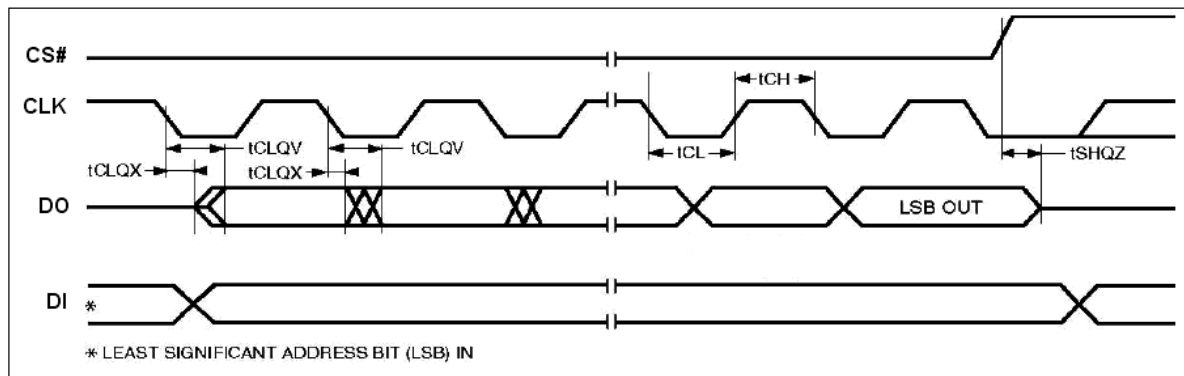 CS#
CLK
tCH
tCLQV
tCLQV
tCLQX
tCLQX
tCL
tSHQZ
DO
LSB OUT
DI
*
* LEAST SIGNIFICANT ADDRESS BIT (LSB) IN